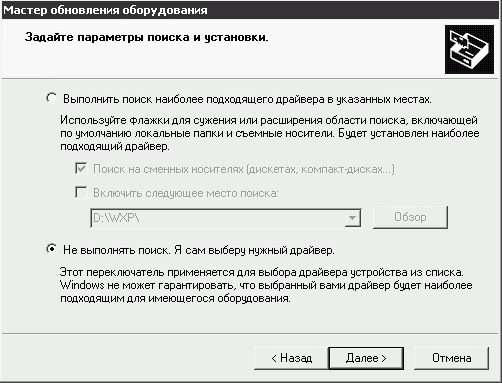 Мастер обновления оборудования
Задайте параметры поиска и установки.
Выполнить поиск наиболее подходящего драйвера в указанных местах.
Используйте флажки для сужения или расширения области поиска, включающей
по умолчанию локальные папки и съемные носители. Будет установлен наиболее
подходящий драйвер.
Поиск на сменных носителях (дискетах, компакт-дисках...)
Включить следующее место поиска:
D:\WXP\
Обзор
Не выполнять поиск. Я сам выберу нужный драйвер.
Этот переключатель применяется для выбора драйвера устройства из списка.
Windows не может гарантировать, что выбранный вами драйвер будет наиболее
подходящим для имеющегося оборудования.
< Назад Далее > Отмена